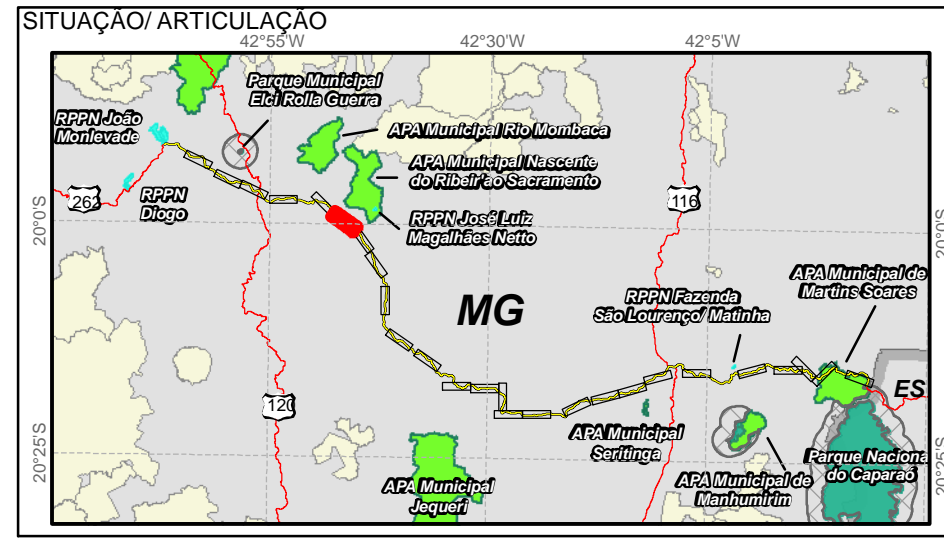 SITUAÇÃO/ ARTICULAÇÃO
42°55'W
42°30'W
42°5'W
Parque Municipal
Elci Rolla Guerra
RPPN João
Monlevade
APA Municipal Rio Mombaca
APA Municipal Nascente
do Ribeir'ao Sacramento
RPPN
Diogo
262
116
RPPN José Luiz
Magalhães Netto
20°0'S
20°0'S
APA Municipal de
Martins Soares
RPPN Fazenda
São Lourenço/ Matinha
MG
ES
120
APA Municipal
Seritinga
20°25'S
20°25'S
Parque Naciona
do Caparaó
APA Municipal de
Manhumirim
APA Municipal
Jequeri